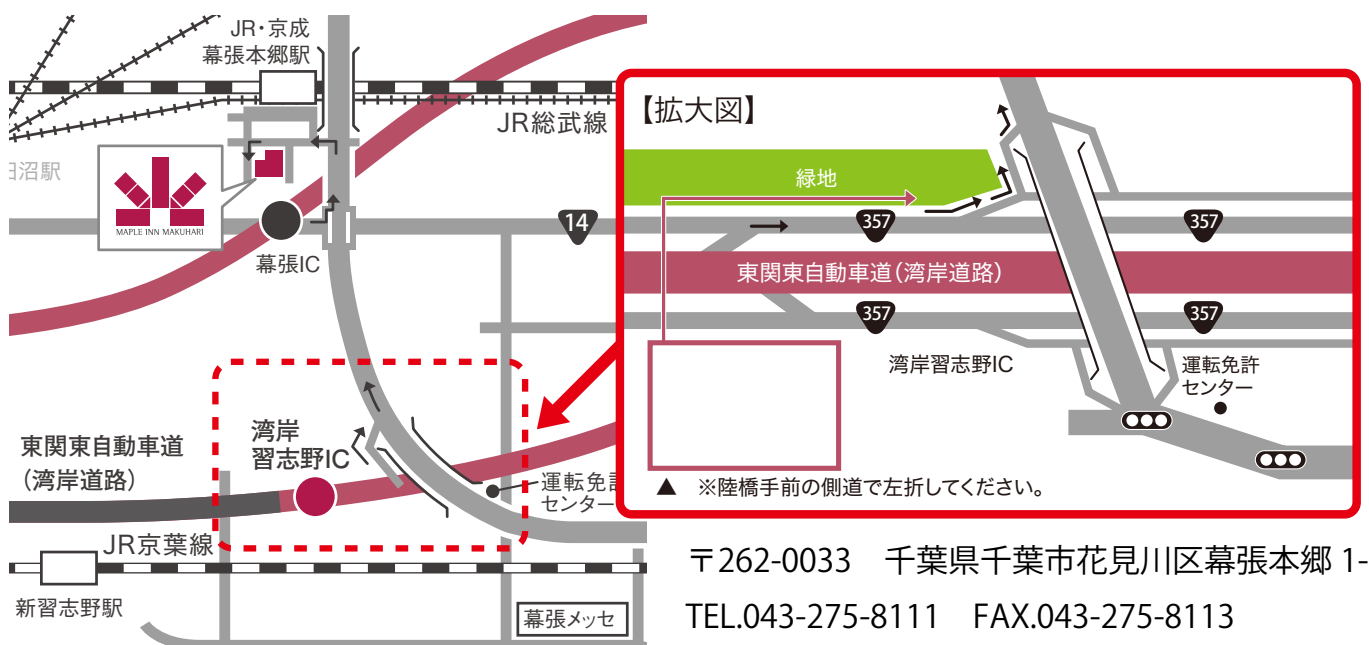 JR・京成
幕張本郷駅
JR総武線
沼駅
MAPLE INN MAKUHARI
幕張IC
14
湾岸
習志野IC
東関東自動車道
(湾岸道路)
運転免許
センター
JR京葉線
新習志野駅
幕張メッセ
【拡大図】
緑地
357
357
東関東自動車道(湾岸道路)
357
357
湾岸習志野IC
運転免許
センター
▲ ※陸橋手前の側道で左折してください。
〒262-0033 千葉県千葉市花見川区幕張本郷 1-
TEL.043-275-8111 FAX.043-275-8113